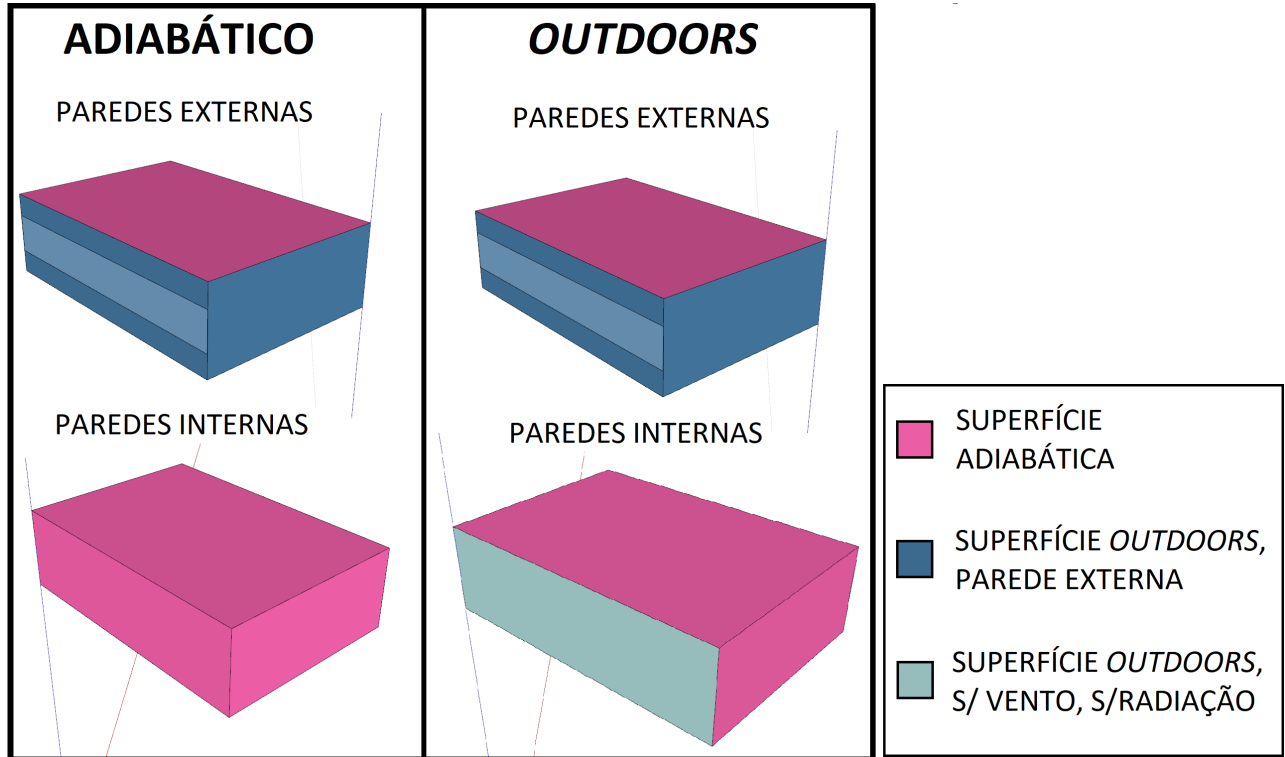 ADIABÁTICO
PAREDES EXTERNAS
PAREDES INTERNAS
OUTDOORS
PAREDES EXTERNAS
PAREDES INTERNAS
SUPERFÍCIE
ADIABÁTICA
SUPERFÍCIE OUTDOORS,
PAREDE EXTERNA
SUPERFÍCIE OUTDOORS,
S/ VENTO, S/RADIAÇÃO